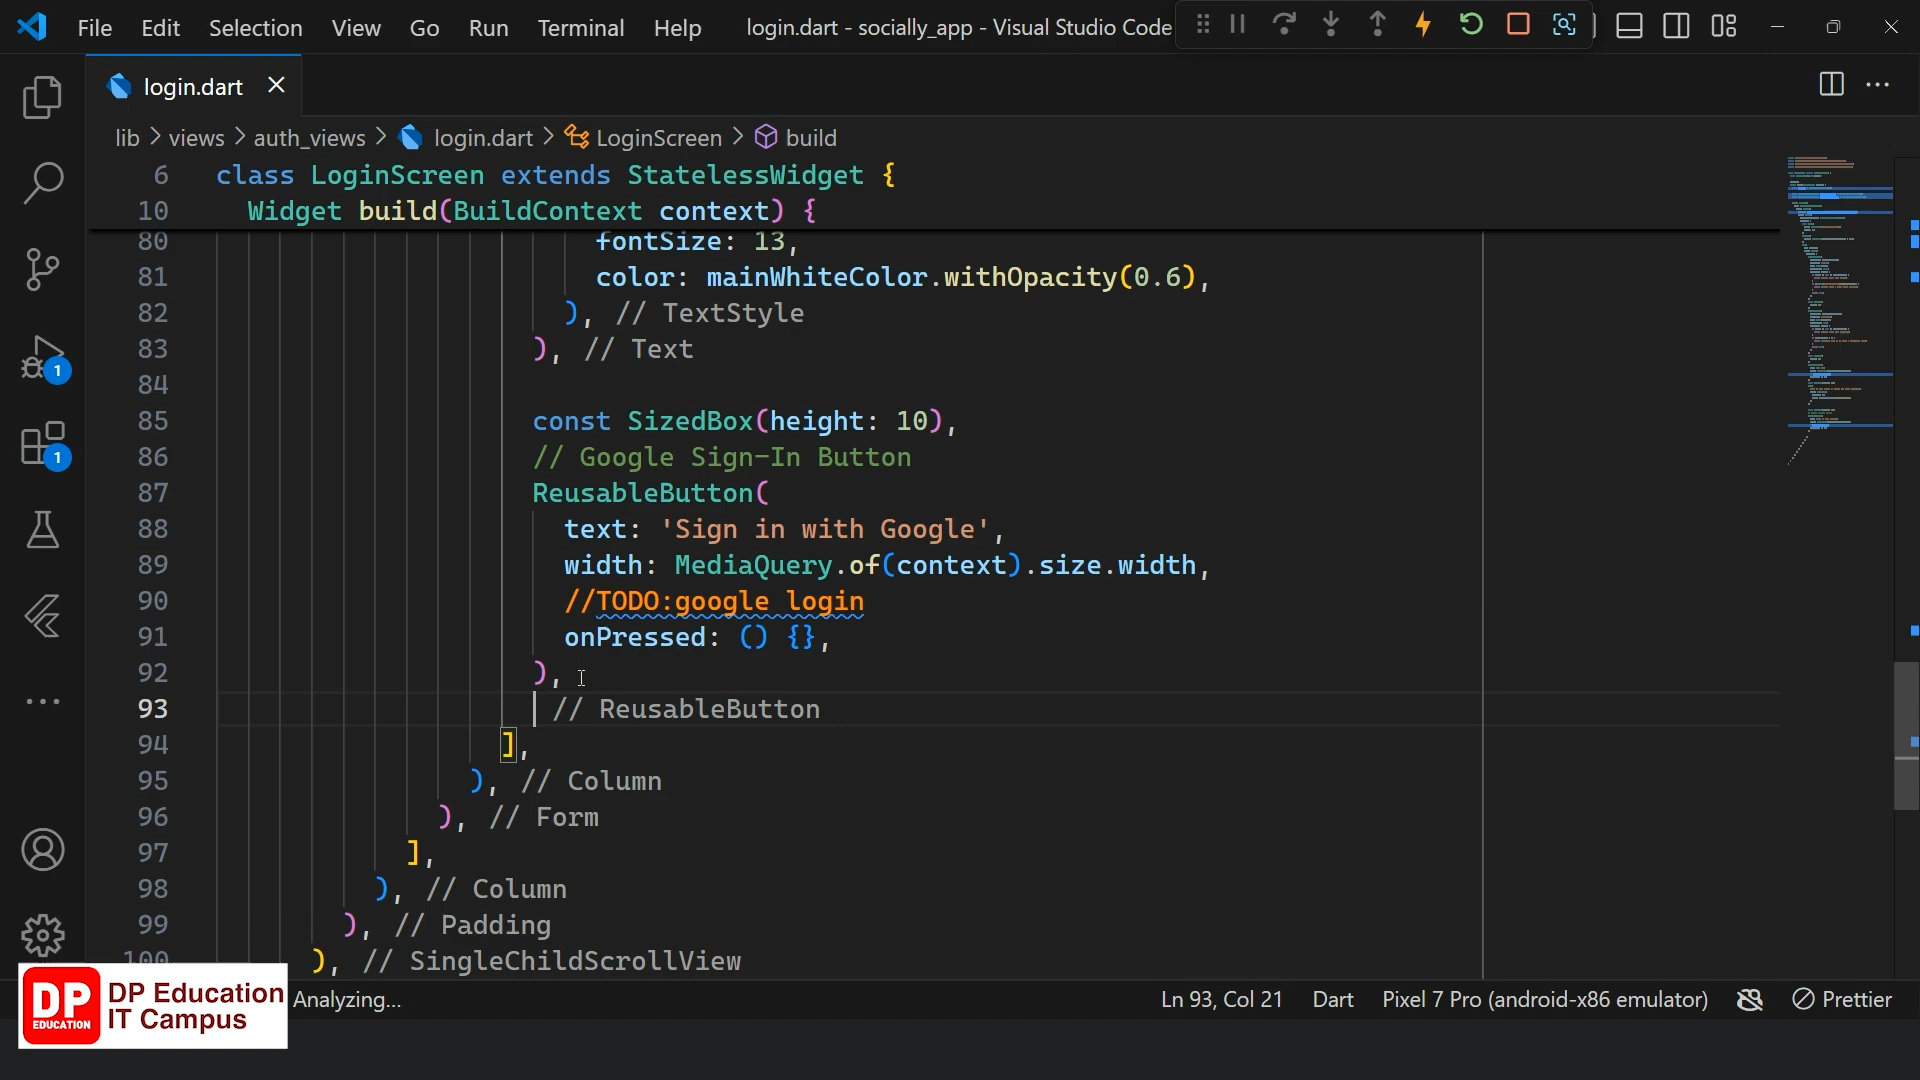 File Edit Selection View Go Run Terminal Help login.dart - socially_app - Visual Studio Code
login.dart
lib > views > auth_views > login.dart > LoginScreen > build
6 class LoginScreen extends StatelessWidget {
10 Widget build(BuildContext context) {
80 fontSize: 13,
81 color: mainWhiteColor.withOpacity(0.6),
82 ), // TextStyle
83 ), // Text
84
85 const SizedBox(height: 10),
86 // Google Sign-In Button
87 ReusableButton(
88 text: 'Sign in with Google',
89 width: MediaQuery.of(context).size.width,
90 //TODO:google login
91 onPressed: () {},
92 ),
93 // ReusableButton
94 ],
95 ), // Column
96 ), // Form
97 ],
98 ), // Column
99 ), // Padding
100 ), // SingleChildScrollView
1
1
DP EDUCATION
DP Education
IT Campus
Analyzing... Ln 93, Col 21 Dart Pixel 7 Pro (android-x86 emulator) Prettier